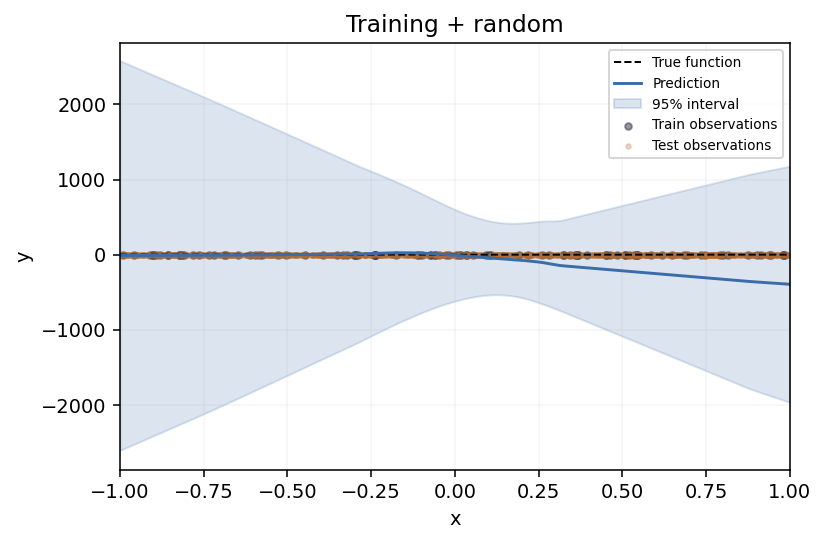 Training + random
True function
Prediction
95% interval
Train observations
Test observations
2000
1000
0
−1000
−2000
y
−1.00 −0.75 −0.50 −0.25 0.00 0.25 0.50 0.75 1.00
x